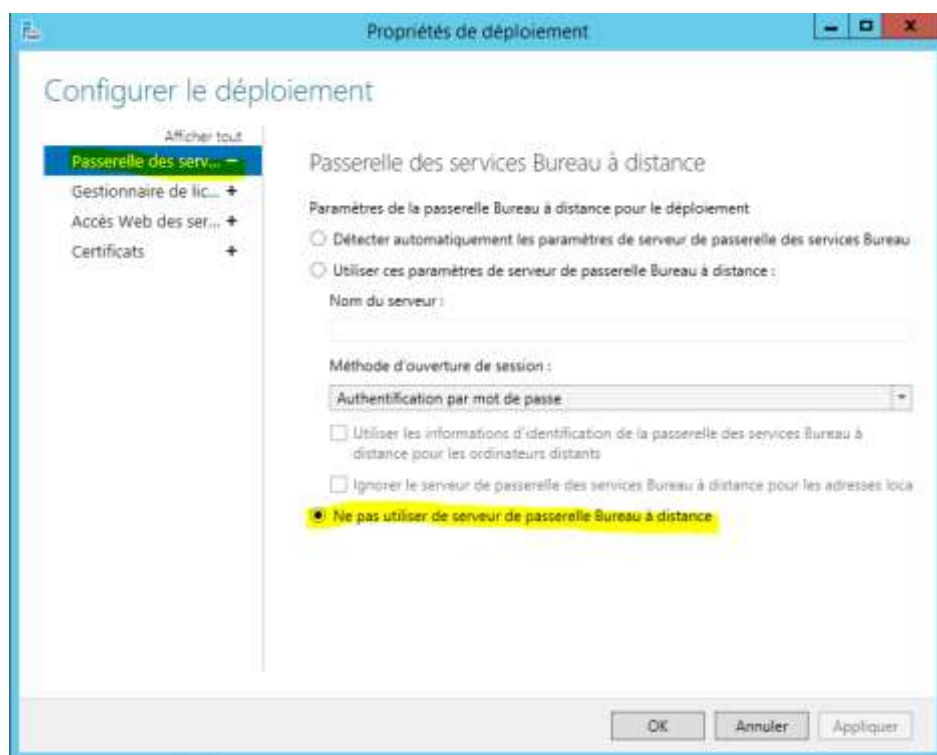 Propriétés de déploiement
Configurer le déploiement
Afficher tout
Passerelle des serv... –
Gestionnaire de lic... +
Accès Web des ser... +
Certificats +
Passerelle des services Bureau à distance
Paramètres de la passerelle Bureau à distance pour le déploiement
Détecter automatiquement les paramètres de serveur de passerelle des services Bureau
Utiliser ces paramètres de serveur de passerelle Bureau à distance :
Nom du serveur :
Méthode d'ouverture de session :
Authentification par mot de passe
Utiliser les informations d'identification de la passerelle des services Bureau à
distance pour les ordinateurs distants
Ignorer le serveur de passerelle des services Bureau à distance pour les adresses loca
Ne pas utiliser de serveur de passerelle Bureau à distance
OK
Annuler
Appliquer